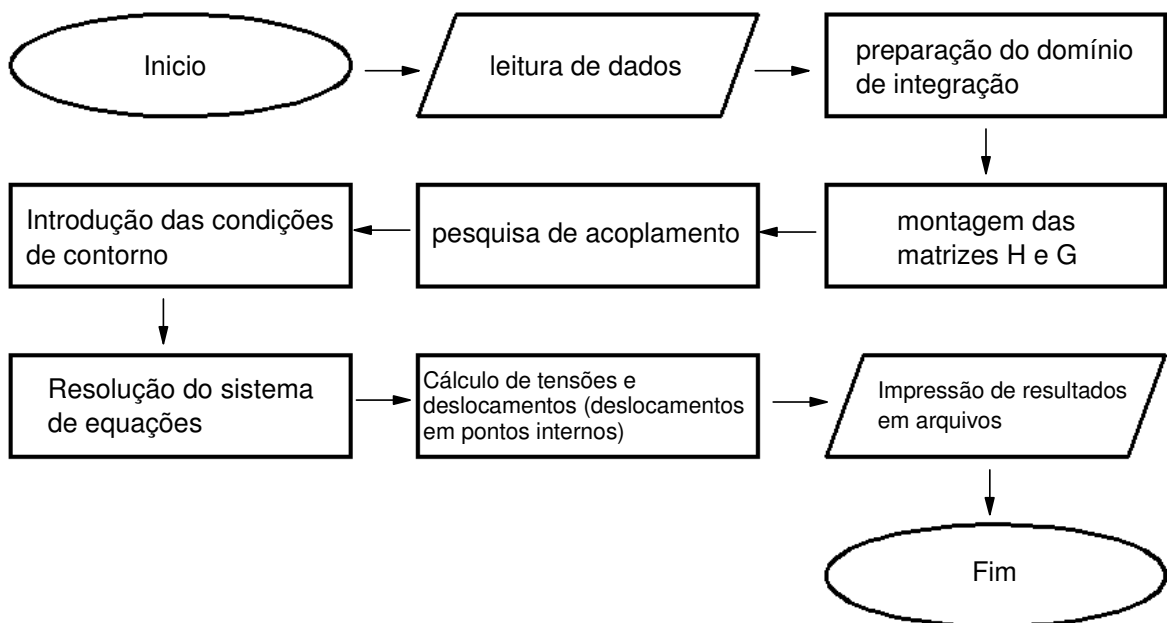 Inicio
leitura de dados
preparação do domínio
de integração
montagem das
matrizes H e G
pesquisa de acoplamento
Introdução das condições
de contorno
Resolução do sistema
de equações
Cálculo de tensões e
deslocamentos (deslocamentos
em pontos internos)
Impressão de resultados
em arquivos
Fim